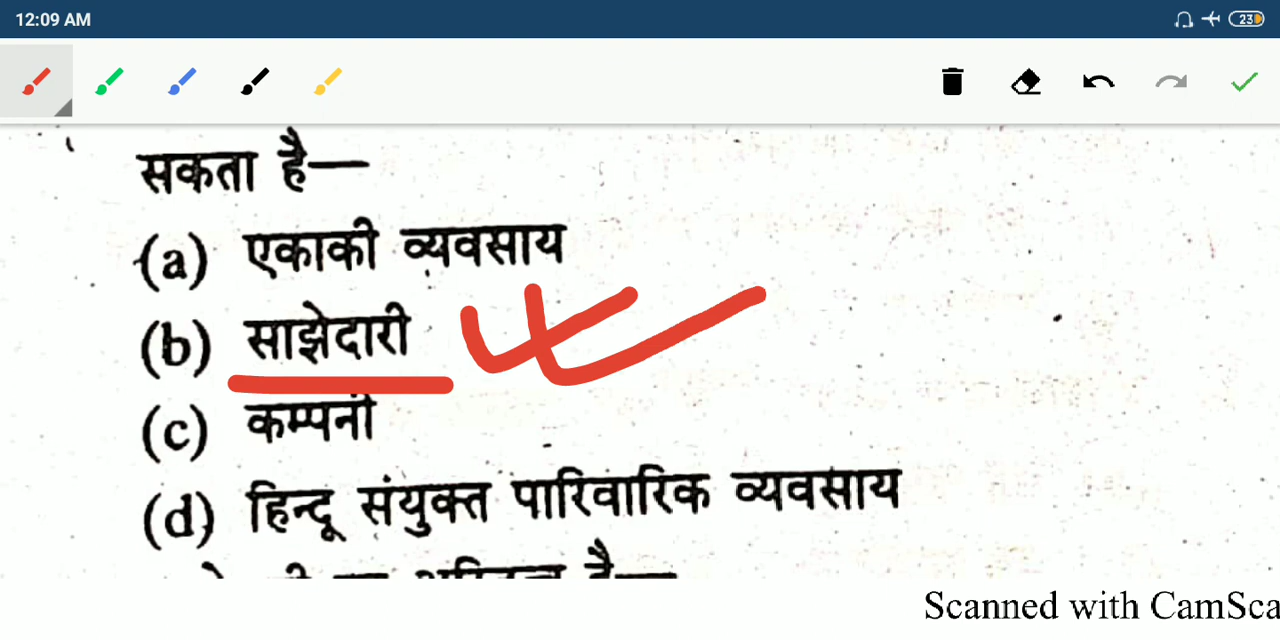 12:09 AM
23
सकता है—
(a) एकाकी व्यवसाय
(b) साझेदारी
(c) कम्पनी
(d) हिन्दू संयुक्त पारिवारिक व्यवसाय
है—
Scanned with CamSca